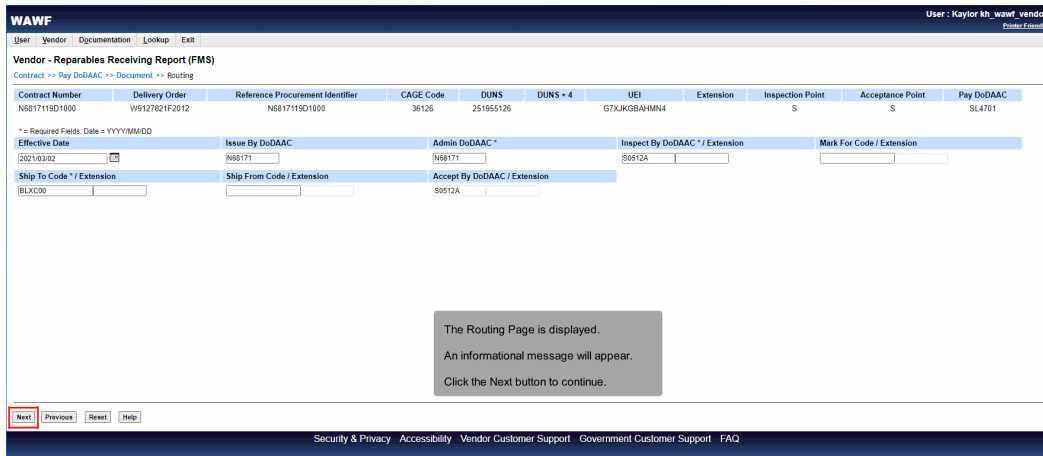 WAWF
User : Kaylor kh_wawf_vendo
Printer Friend
User Vendor Documentation Lookup Exit
Vendor - Reparables Receiving Report (FMS)
Contract >> Pay DoDAAC >> Document >> Routing
Contract Number Delivery Order Reference Procurement Identifier CAGE Code DUNS DUNS + 4 UEI Extension Inspection Point Acceptance Point Pay DoDAAC
N6817119D1000 W9127821F2012 N6817119D1000 36126 251955126 G7XJKGBAHMN4 S S SL4701
* = Required Fields, Date = YYYY/MM/DD
Effective Date Issue By DoDAAC Admin DoDAAC * Inspect By DoDAAC * / Extension Mark For Code / Extension
2021/03/02 N68171 N68171 S0512A
Ship To Code * / Extension Ship From Code / Extension Accept By DoDAAC / Extension
BLXC00 S0512A
The Routing Page is displayed.
An informational message will appear.
Click the Next button to continue.
Next Previous Reset Help
Security & Privacy Accessibility Vendor Customer Support Government Customer Support FAQ